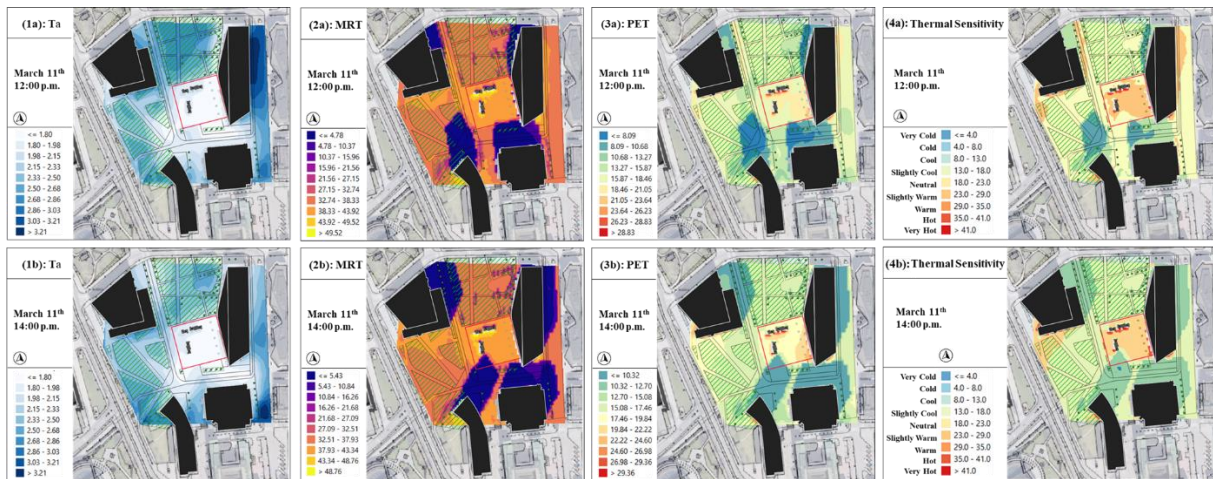 (1a): Ta
March 11th
12:00 p.m.
<= 1.80
1.80 - 1.98
1.98 - 2.15
2.15 - 2.33
2.33 - 2.50
2.50 - 2.68
2.68 - 2.86
2.86 - 3.03
3.03 - 3.21
> 3.21
(2a): MRT
March 11th
12:00 p.m.
<= 4.78
4.78 - 10.37
10.37 - 15.96
15.96 - 21.56
21.56 - 27.15
27.15 - 32.74
32.74 - 38.33
38.33 - 43.92
43.92 - 49.52
> 49.52
(3a): PET
March 11th
12:00 p.m.
<= 8.09
8.09 - 10.68
10.68 - 13.27
13.27 - 15.87
15.87 - 18.46
18.46 - 21.05
21.05 - 23.64
23.64 - 26.23
26.23 - 28.83
> 28.83
(4a): Thermal Sensitivity
March 11th
12:00 p.m.
Very Cold <= 4.0
Cold 4.0 - 8.0
Cool 8.0 - 13.0
Slightly Cool 13.0 - 18.0
Neutral 18.0 - 23.0
Slightly Warm 23.0 - 29.0
Warm 29.0 - 35.0
Hot 35.0 - 41.0
Very Hot > 41.0
(1b): Ta
March 11th
14:00 p.m.
<= 1.80
1.80 - 1.98
1.98 - 2.15
2.15 - 2.33
2.33 - 2.50
2.50 - 2.68
2.68 - 2.86
2.86 - 3.03
3.03 - 3.21
> 3.21
(2b): MRT
March 11th
14:00 p.m.
<= 5.43
5.43 - 10.84
10.84 - 16.26
16.26 - 21.68
21.68 - 27.09
27.09 - 32.51
32.51 - 37.93
37.93 - 43.34
43.34 - 48.76
> 48.76
(3b): PET
March 11th
14:00 p.m.
<= 10.32
10.32 - 12.70
12.70 - 15.08
15.08 - 17.46
17.46 - 19.84
19.84 - 22.22
22.22 - 24.60
24.60 - 26.98
26.98 - 29.36
> 29.36
(4b): Thermal Sensitivity
March 11th
14:00 p.m.
Very Cold <= 4.0
Cold 4.0 - 8.0
Cool 8.0 - 13.0
Slightly Cool 13.0 - 18.0
Neutral 18.0 - 23.0
Slightly Warm 23.0 - 29.0
Warm 29.0 - 35.0
Hot 35.0 - 41.0
Very Hot > 41.0